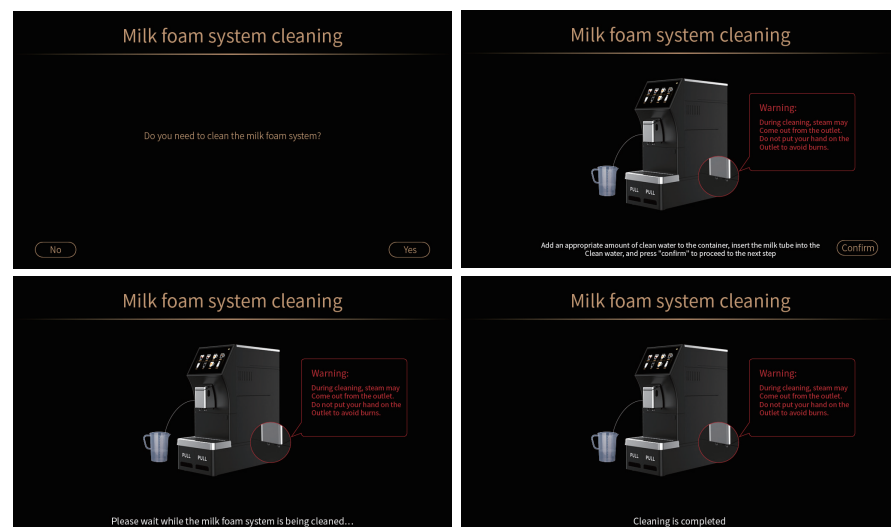 Milk foam system cleaning
Do you need to clean the milk foam system?
No
Yes
Milk foam system cleaning
Warning:
During cleaning, steam may
Come out from the outlet.
Do not put your hand on the
Outlet to avoid burns.
PULL PULL
Add an appropriate amount of clean water to the container, insert the milk tube into the
Clean water, and press "confirm" to proceed to the next step
Confirm
Milk foam system cleaning
Warning:
During cleaning, steam may
Come out from the outlet.
Do not put your hand on the
Outlet to avoid burns.
PULL PULL
Please wait while the milk foam system is being cleaned...
Milk foam system cleaning
Warning:
During cleaning, steam may
Come out from the outlet.
Do not put your hand on the
Outlet to avoid burns.
PULL PULL
Cleaning is completed